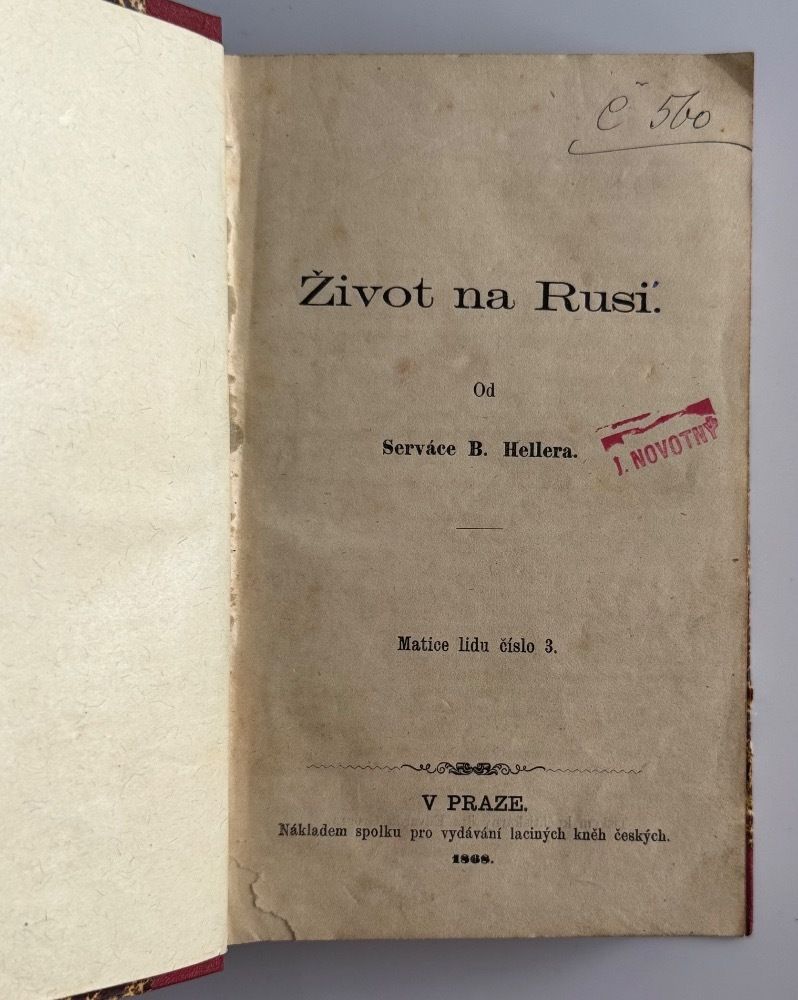 č 560
Život na Rusi.
Od
Serváce B. Hellera.
J. NOVOTNÝ
Matice lidu číslo 3.
V PRAZE.
Nákladem spolku pro vydávání laciných kněh českých.
1868.